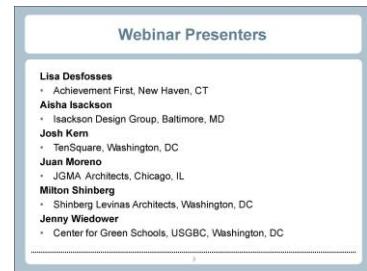 Webinar Presenters
Lisa Desfosses
• Achievement First, New Haven, CT
Aisha Isackson
• Isackson Design Group, Baltimore, MD
Josh Kern
• TenSquare, Washington, DC
Juan Moreno
• JGMA Architects, Chicago, IL
Milton Shinberg
• Shinberg Levinas Architects, Washington, DC
Jenny Wiedower
• Center for Green Schools, USGBC, Washington, DC